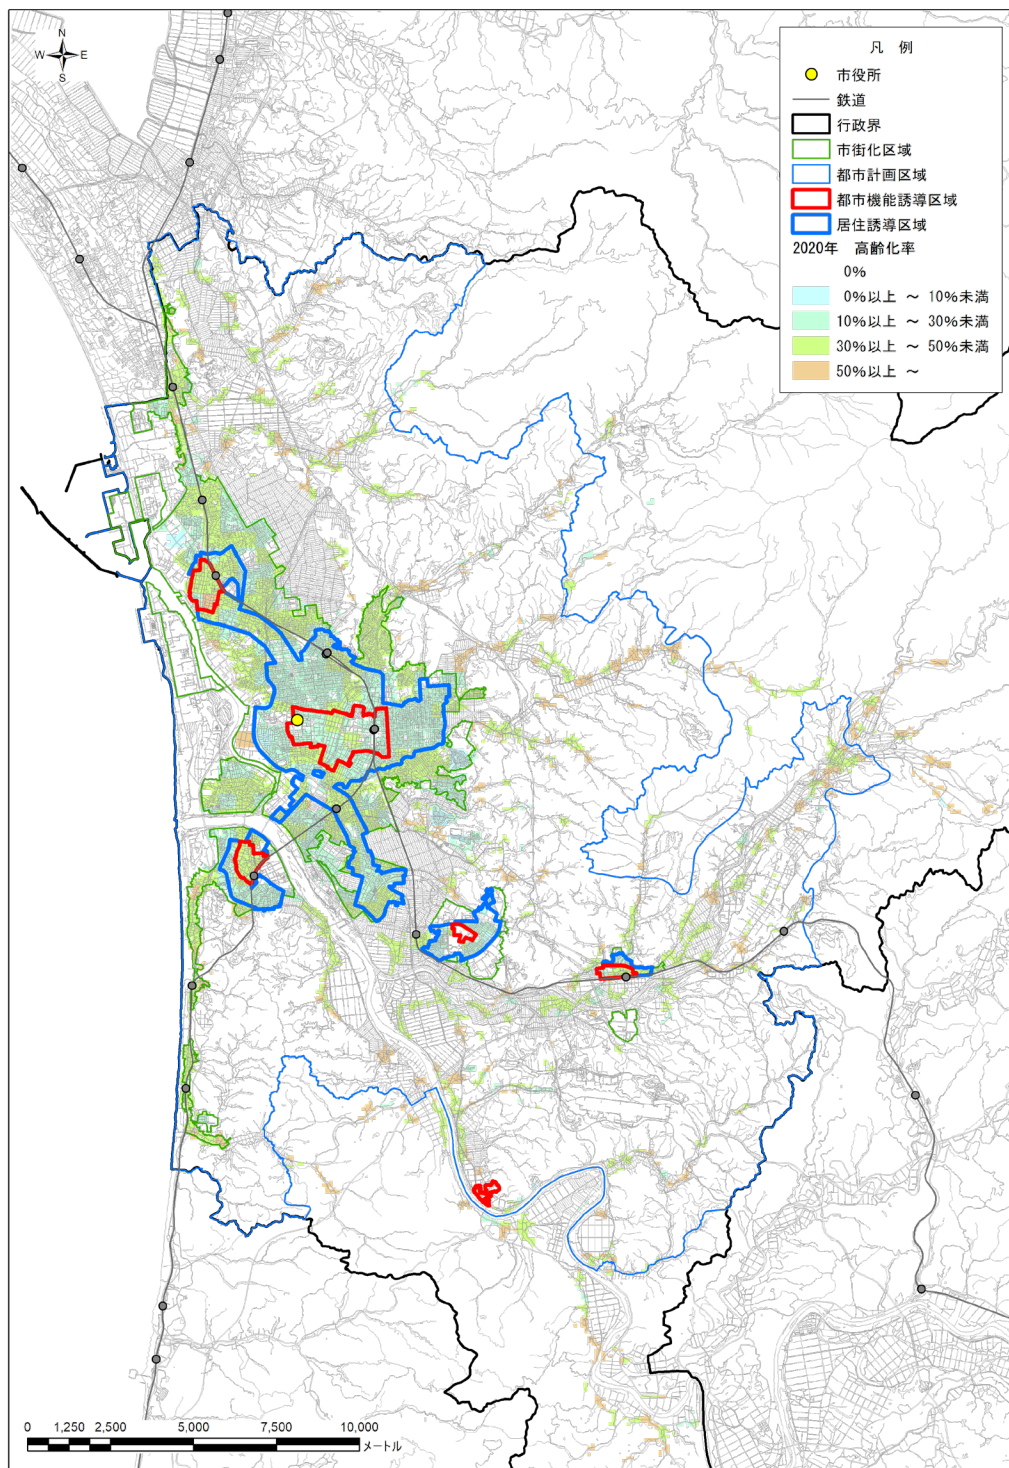 N
W E
S
凡 例
市役所
鉄道
行政界
市街化区域
都市計画区域
都市機能誘導区域
居住誘導区域
2020年 高齢化率
0%
0%以上 ～ 10%未満
10%以上 ～ 30%未満
30%以上 ～ 50%未満
50%以上 ～
0 1,250 2,500 5,000 7,500 10,000
メートル